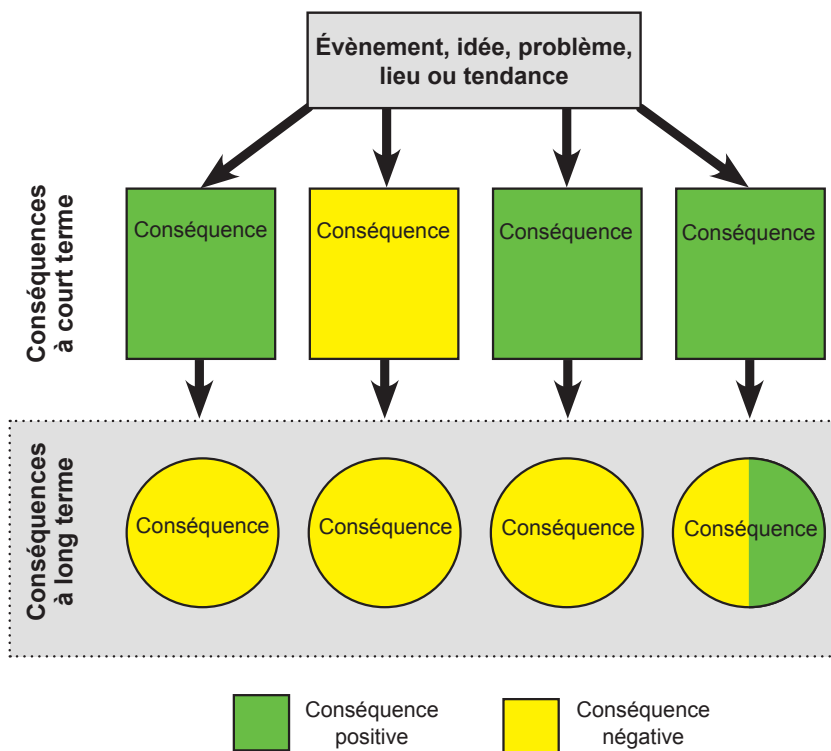 Évènement, idée, problème,
lieu ou tendance
Conséquences
à court terme
Conséquence
Conséquence
Conséquence
Conséquence
Conséquences
à long terme
Conséquence
Conséquence
Conséquence
Conséquence
Conséquence
positive
Conséquence
négative